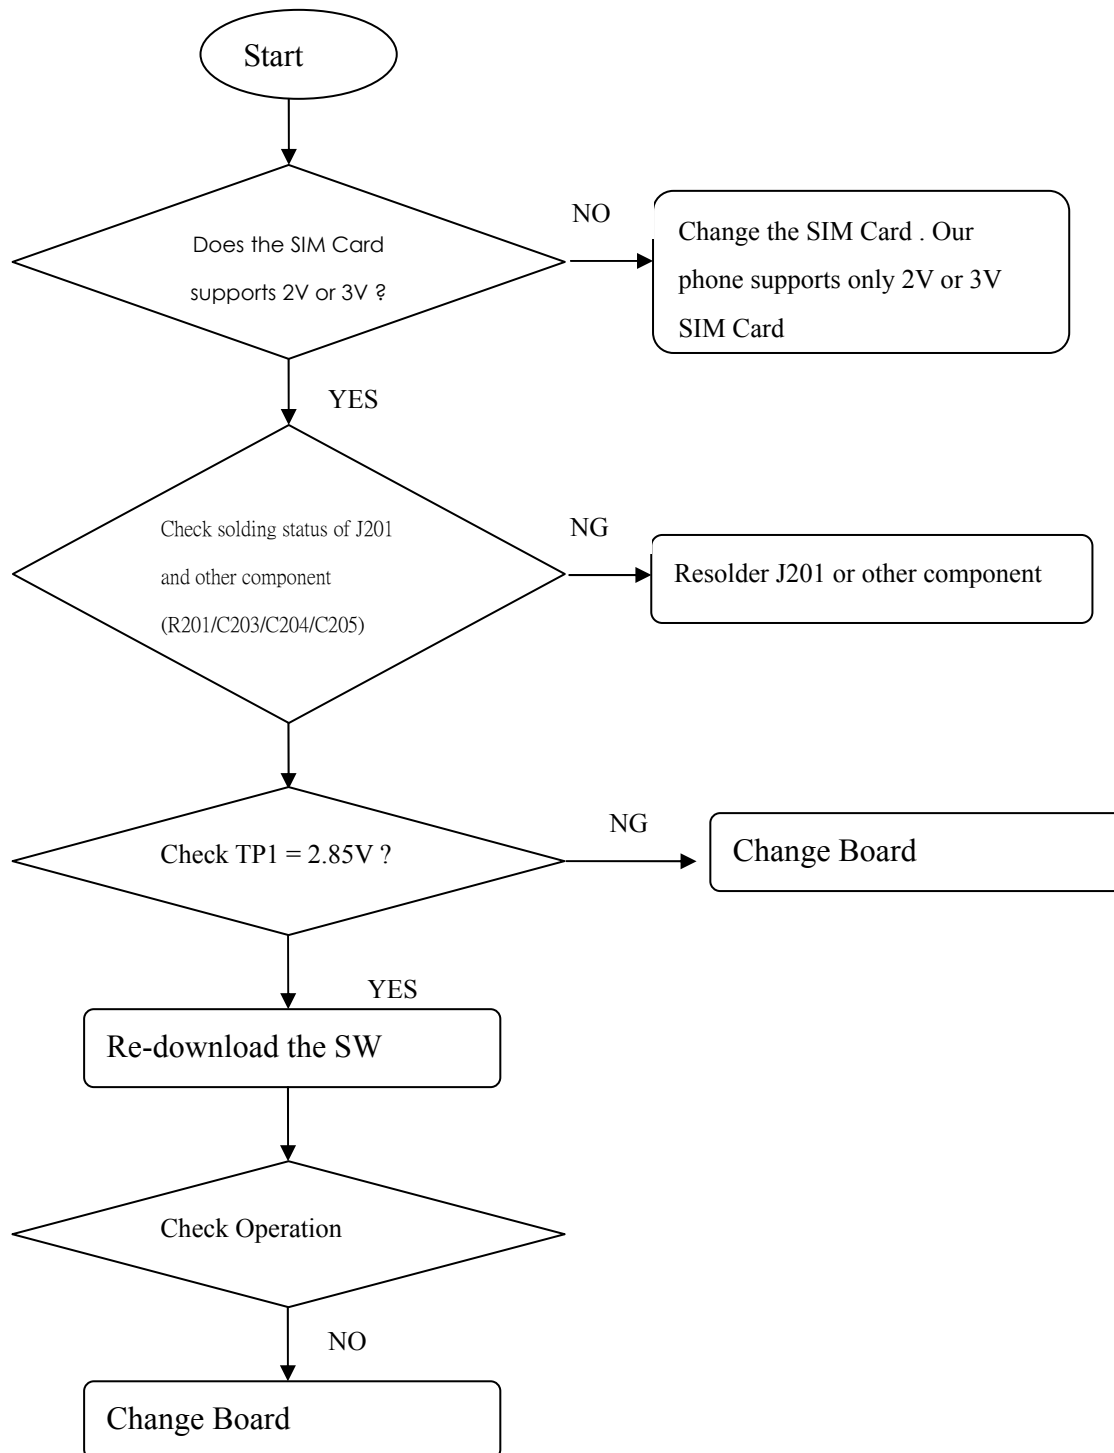 Start
Does the SIM Card
supports 2V or 3V ?
NO
Change the SIM Card . Our
phone supports only 2V or 3V
SIM Card
YES
Check solding status of J201
and other component
(R201/C203/C204/C205)
NG
Resolder J201 or other component
Check TP1 = 2.85V ?
NG
Change Board
YES
Re-download the SW
Check Operation
NO
Change Board